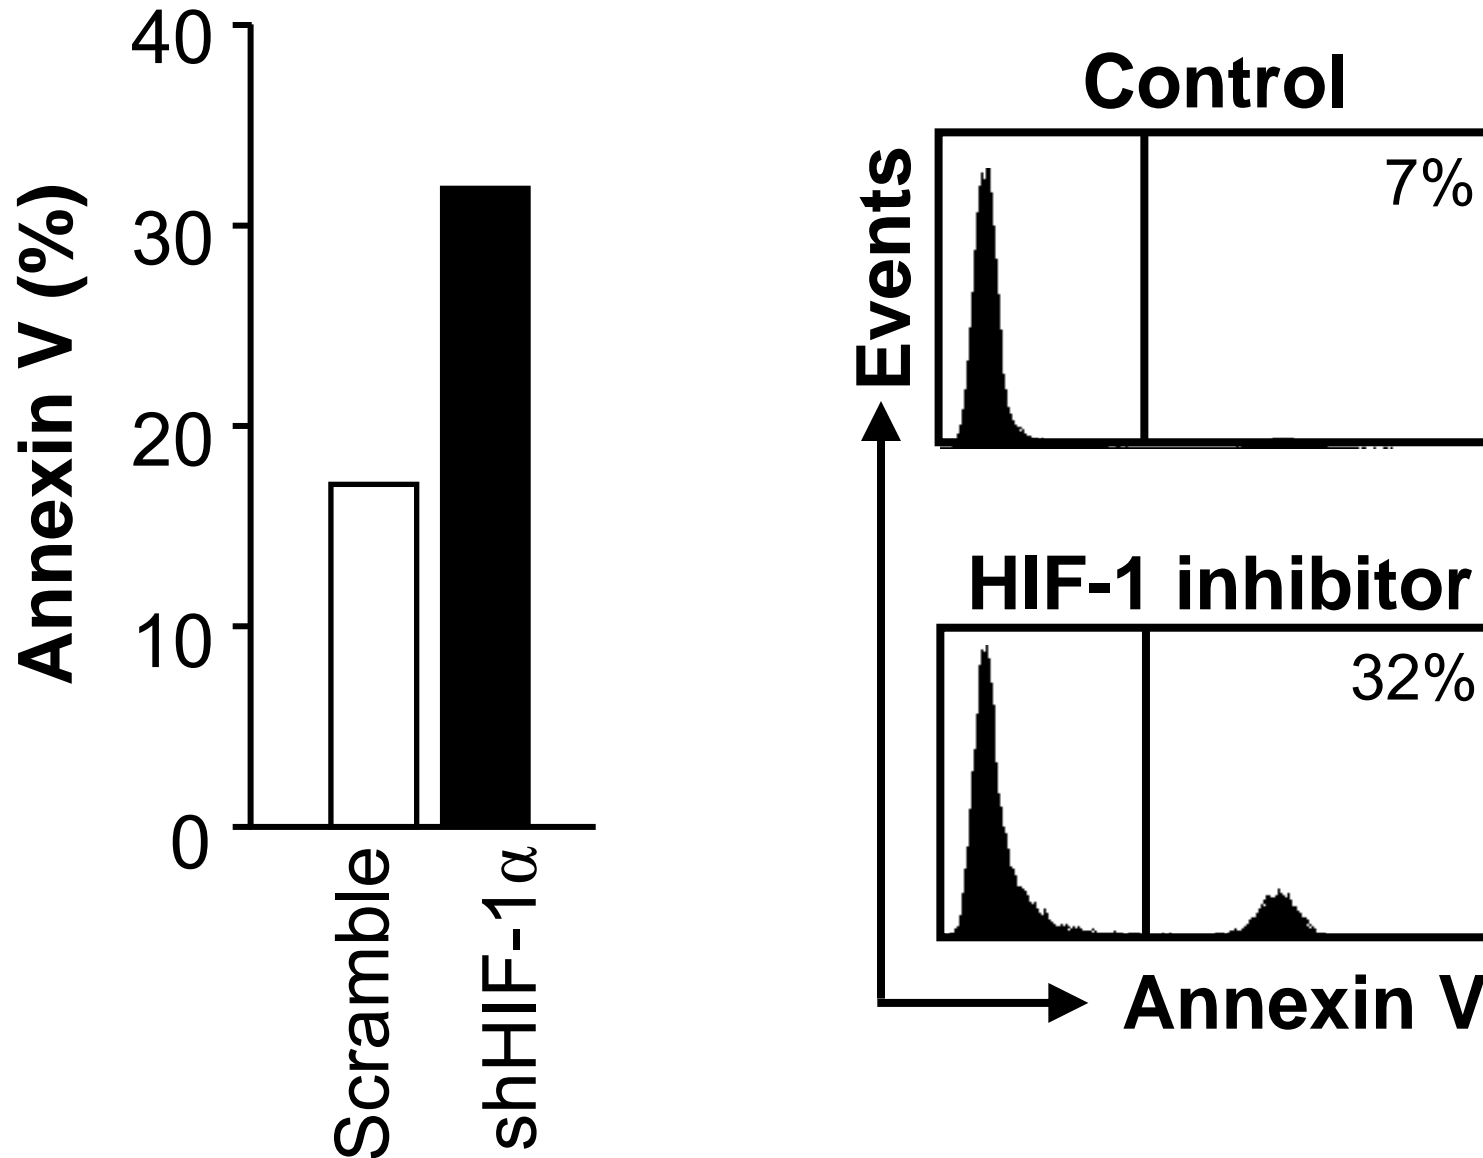 40
30
20
10
0
Annexin V (%)
Scramble
shHIF-1α
Control
7%
Events
HIF-1 inhibitor
32%
Annexin V